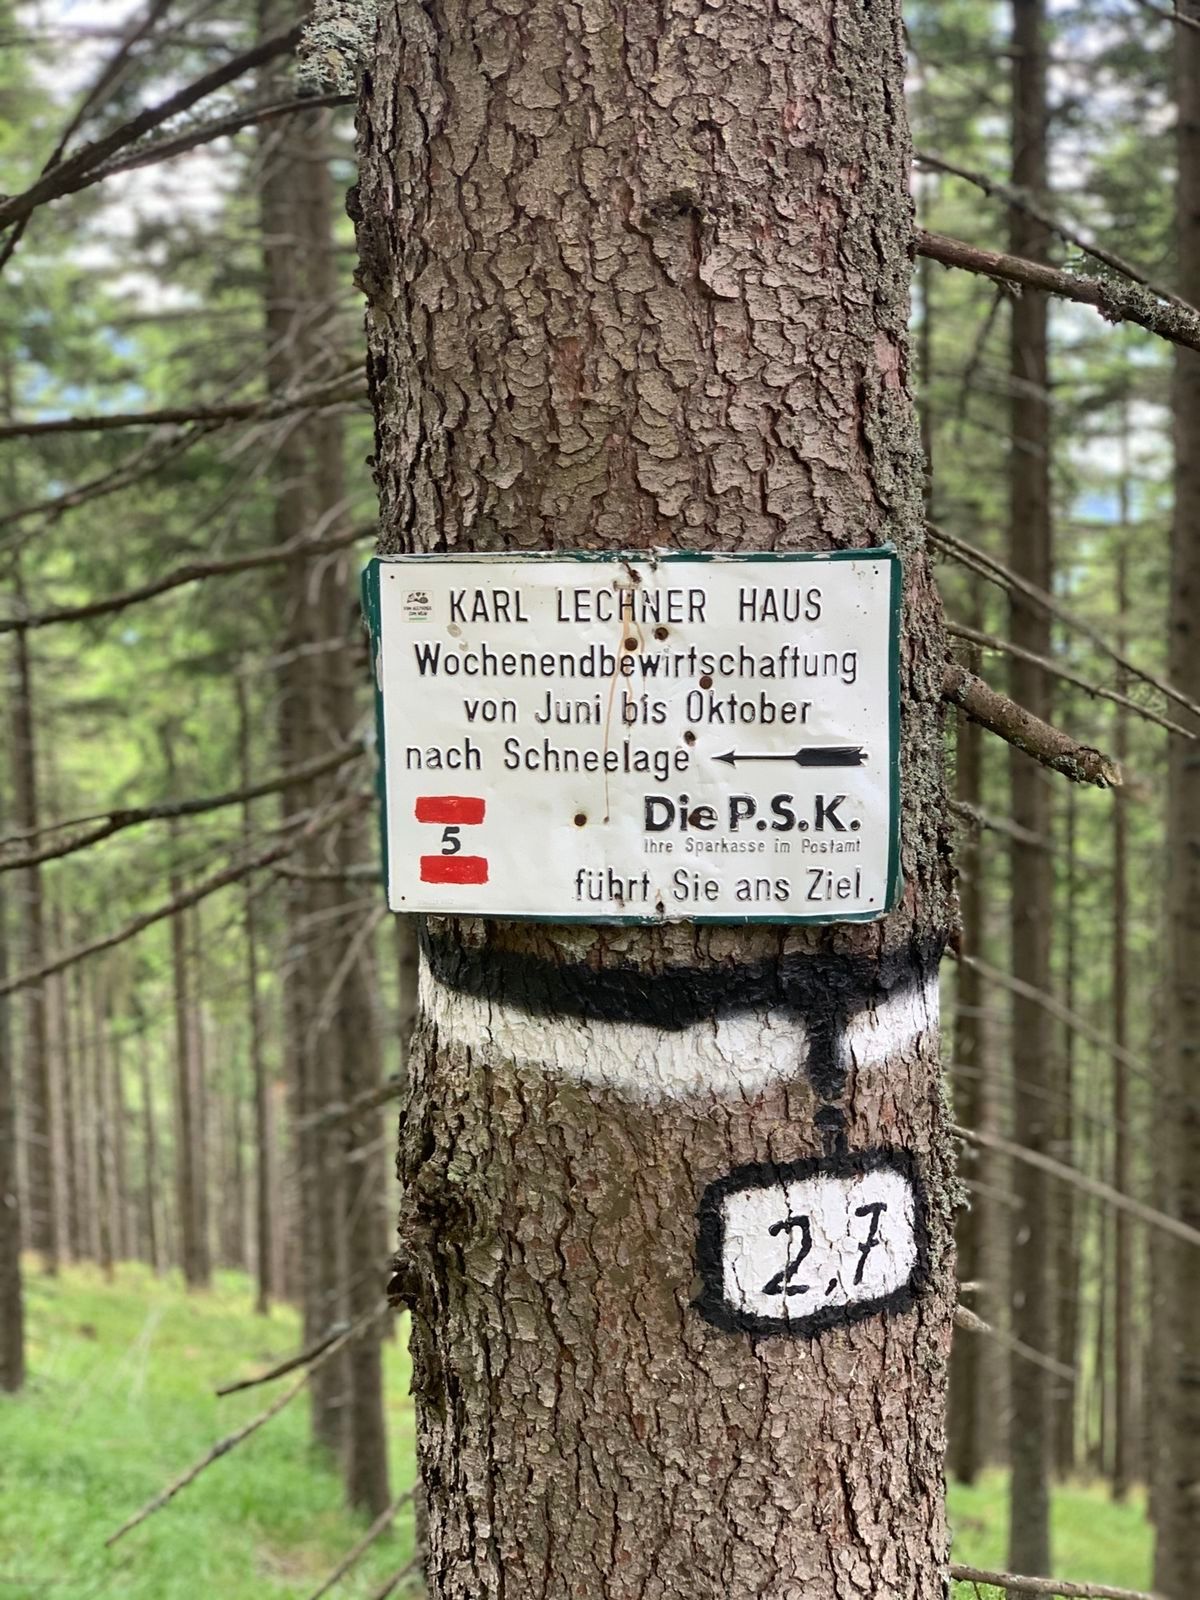 KARL LECHNER HAUS
Wochenendbewirtschaftung
von Juni bis Oktober
nach Schneelage
5
Die P.S.K.
Ihre Sparkasse im Postamt
führt Sie ans Ziel
2,7